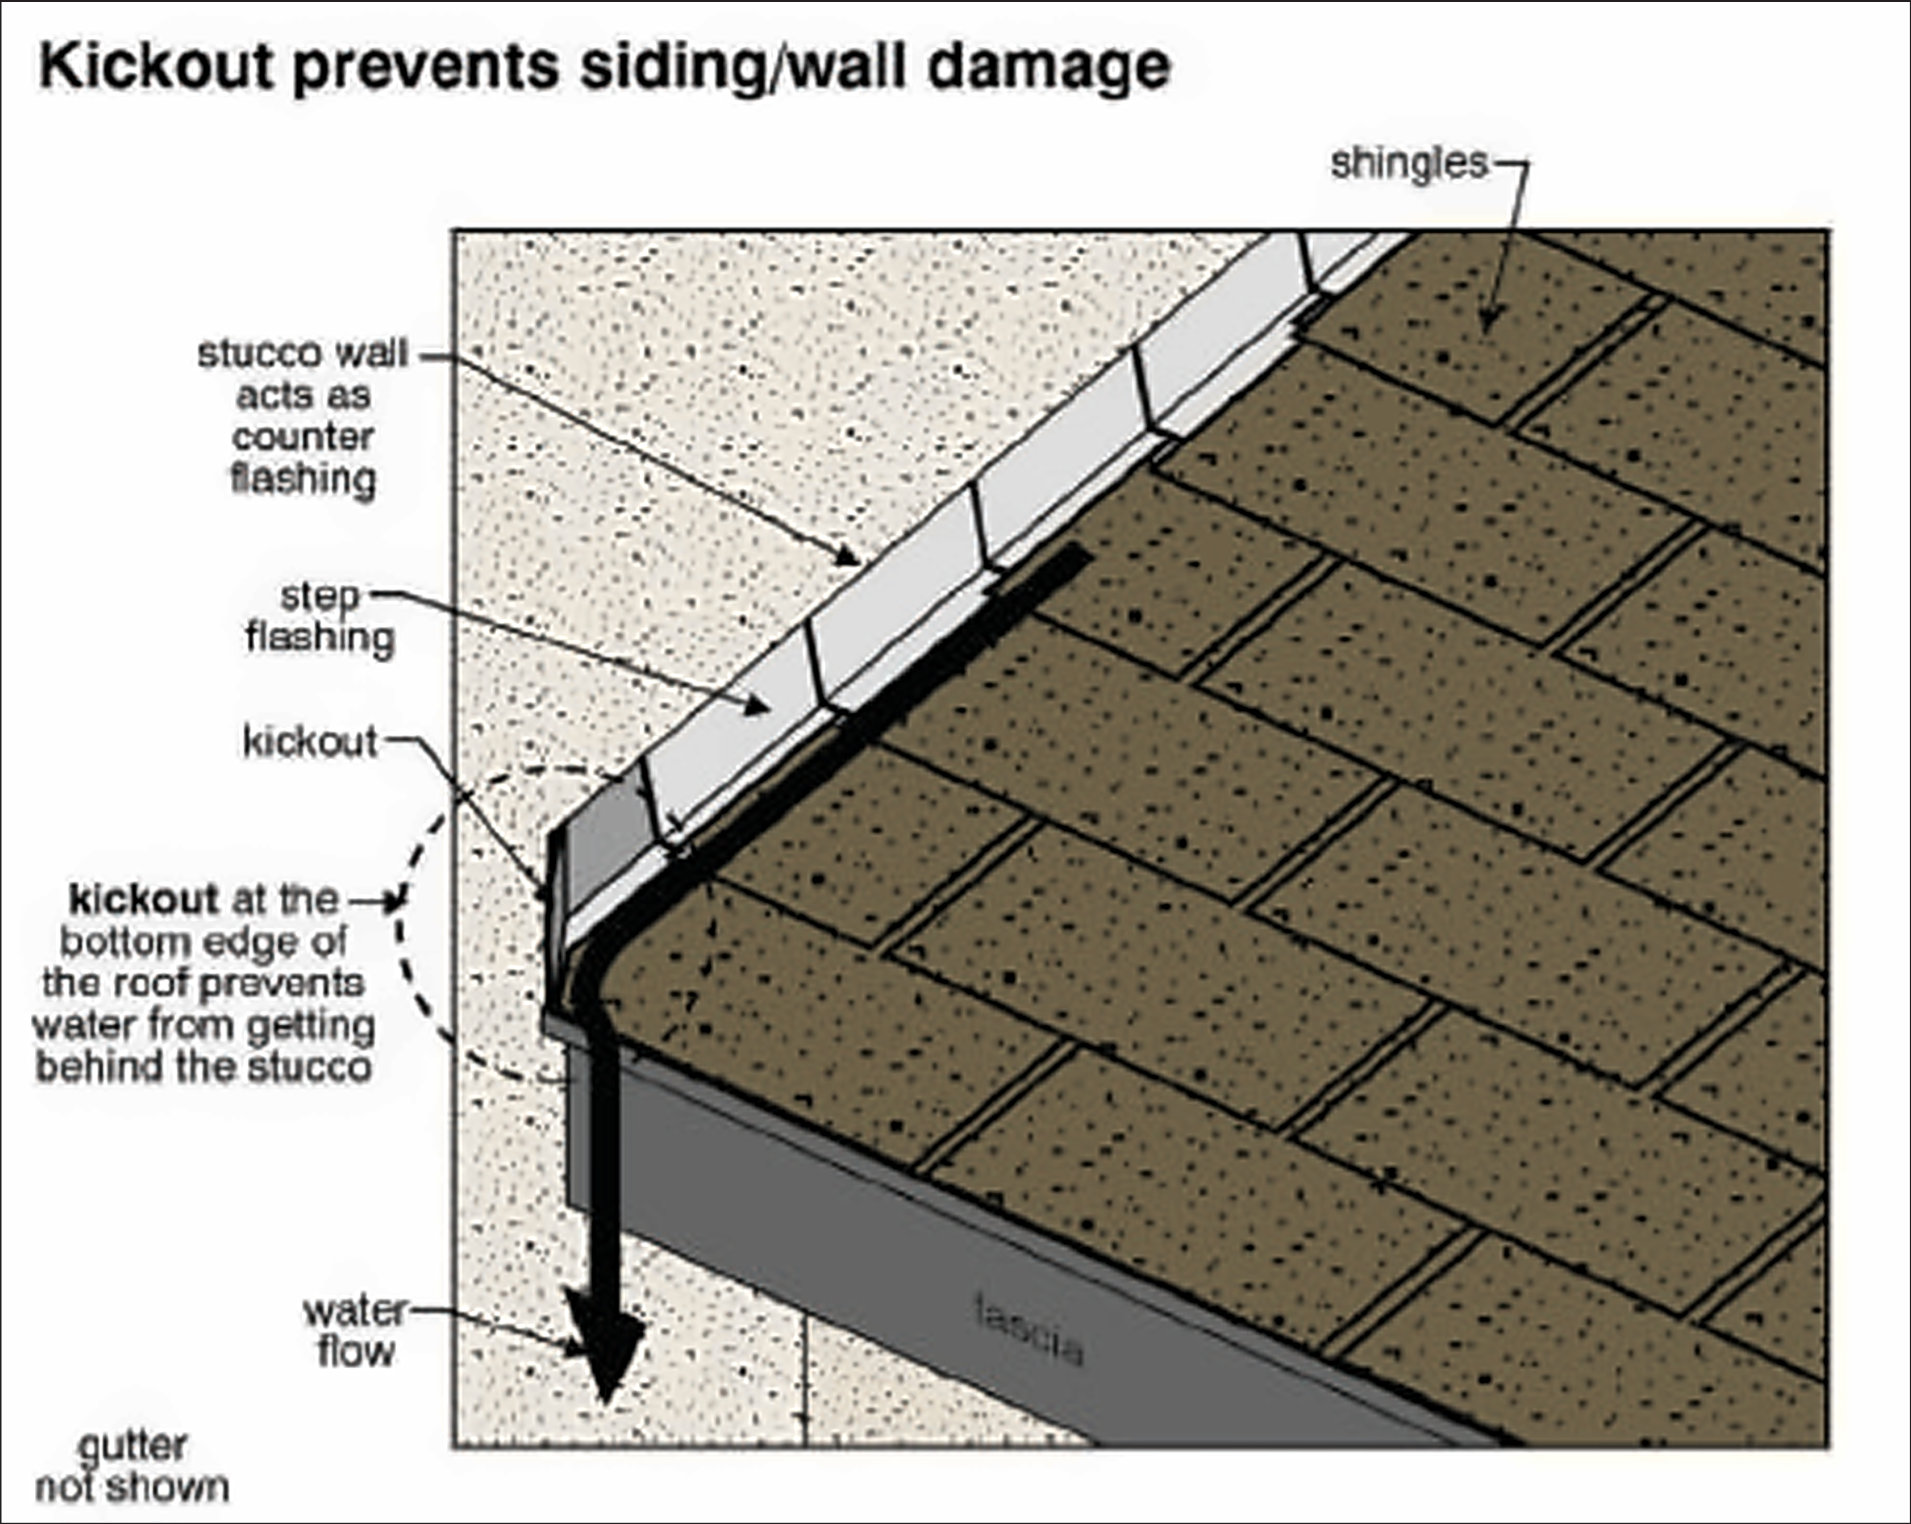 Kickout prevents siding/wall damage
shingles
stucco wall
acts as
counter
flashing
step
flashing
kickout
kickout at the
bottom edge of
the roof prevents
water from getting
behind the stucco
water
flow
fascia
gutter
not shown